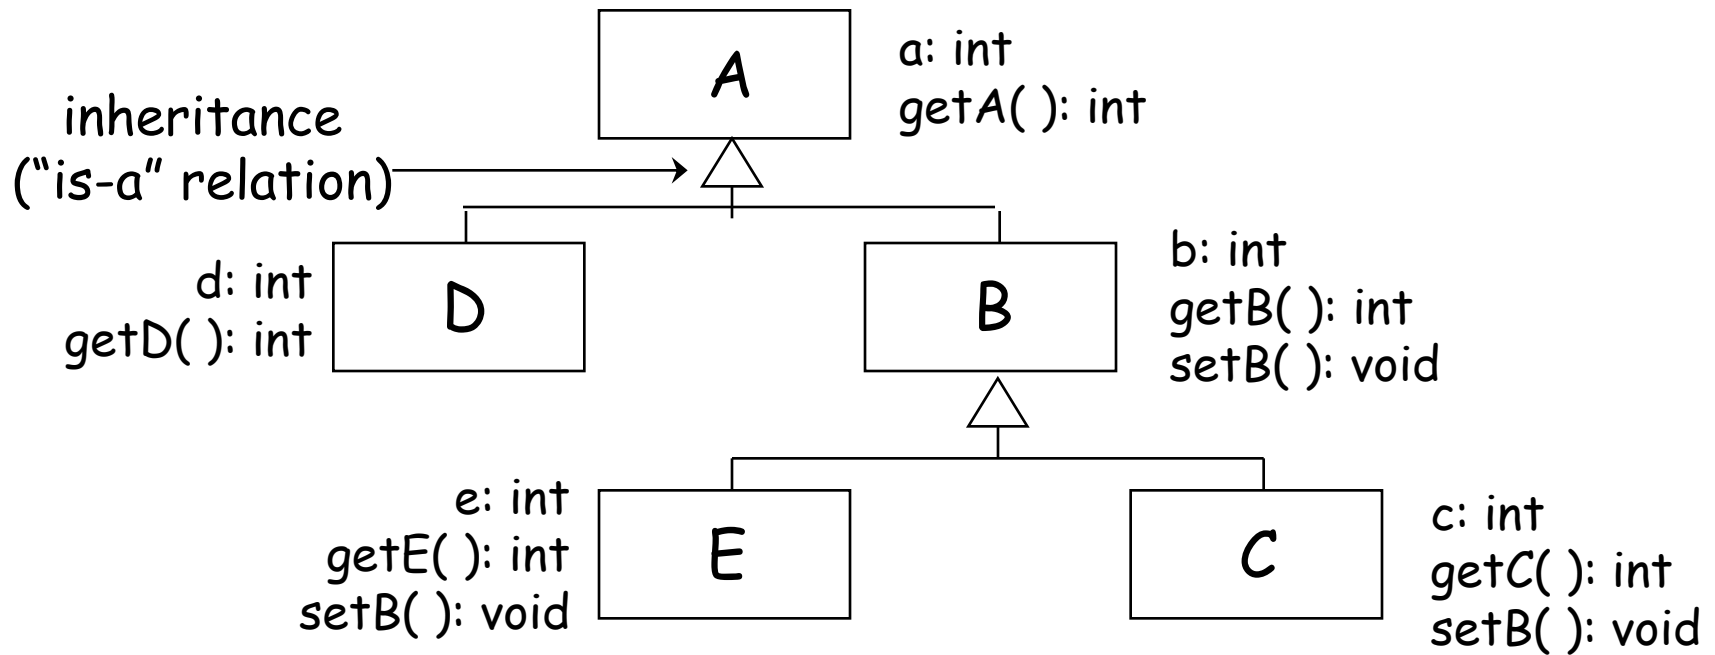 A
a: int
getA( ): int
inheritance
(“is-a” relation)
d: int
getD( ): int
D
B
b: int
getB( ): int
setB( ): void
e: int
getE( ): int
setB( ): void
E
C
c: int
getC( ): int
setB( ): void